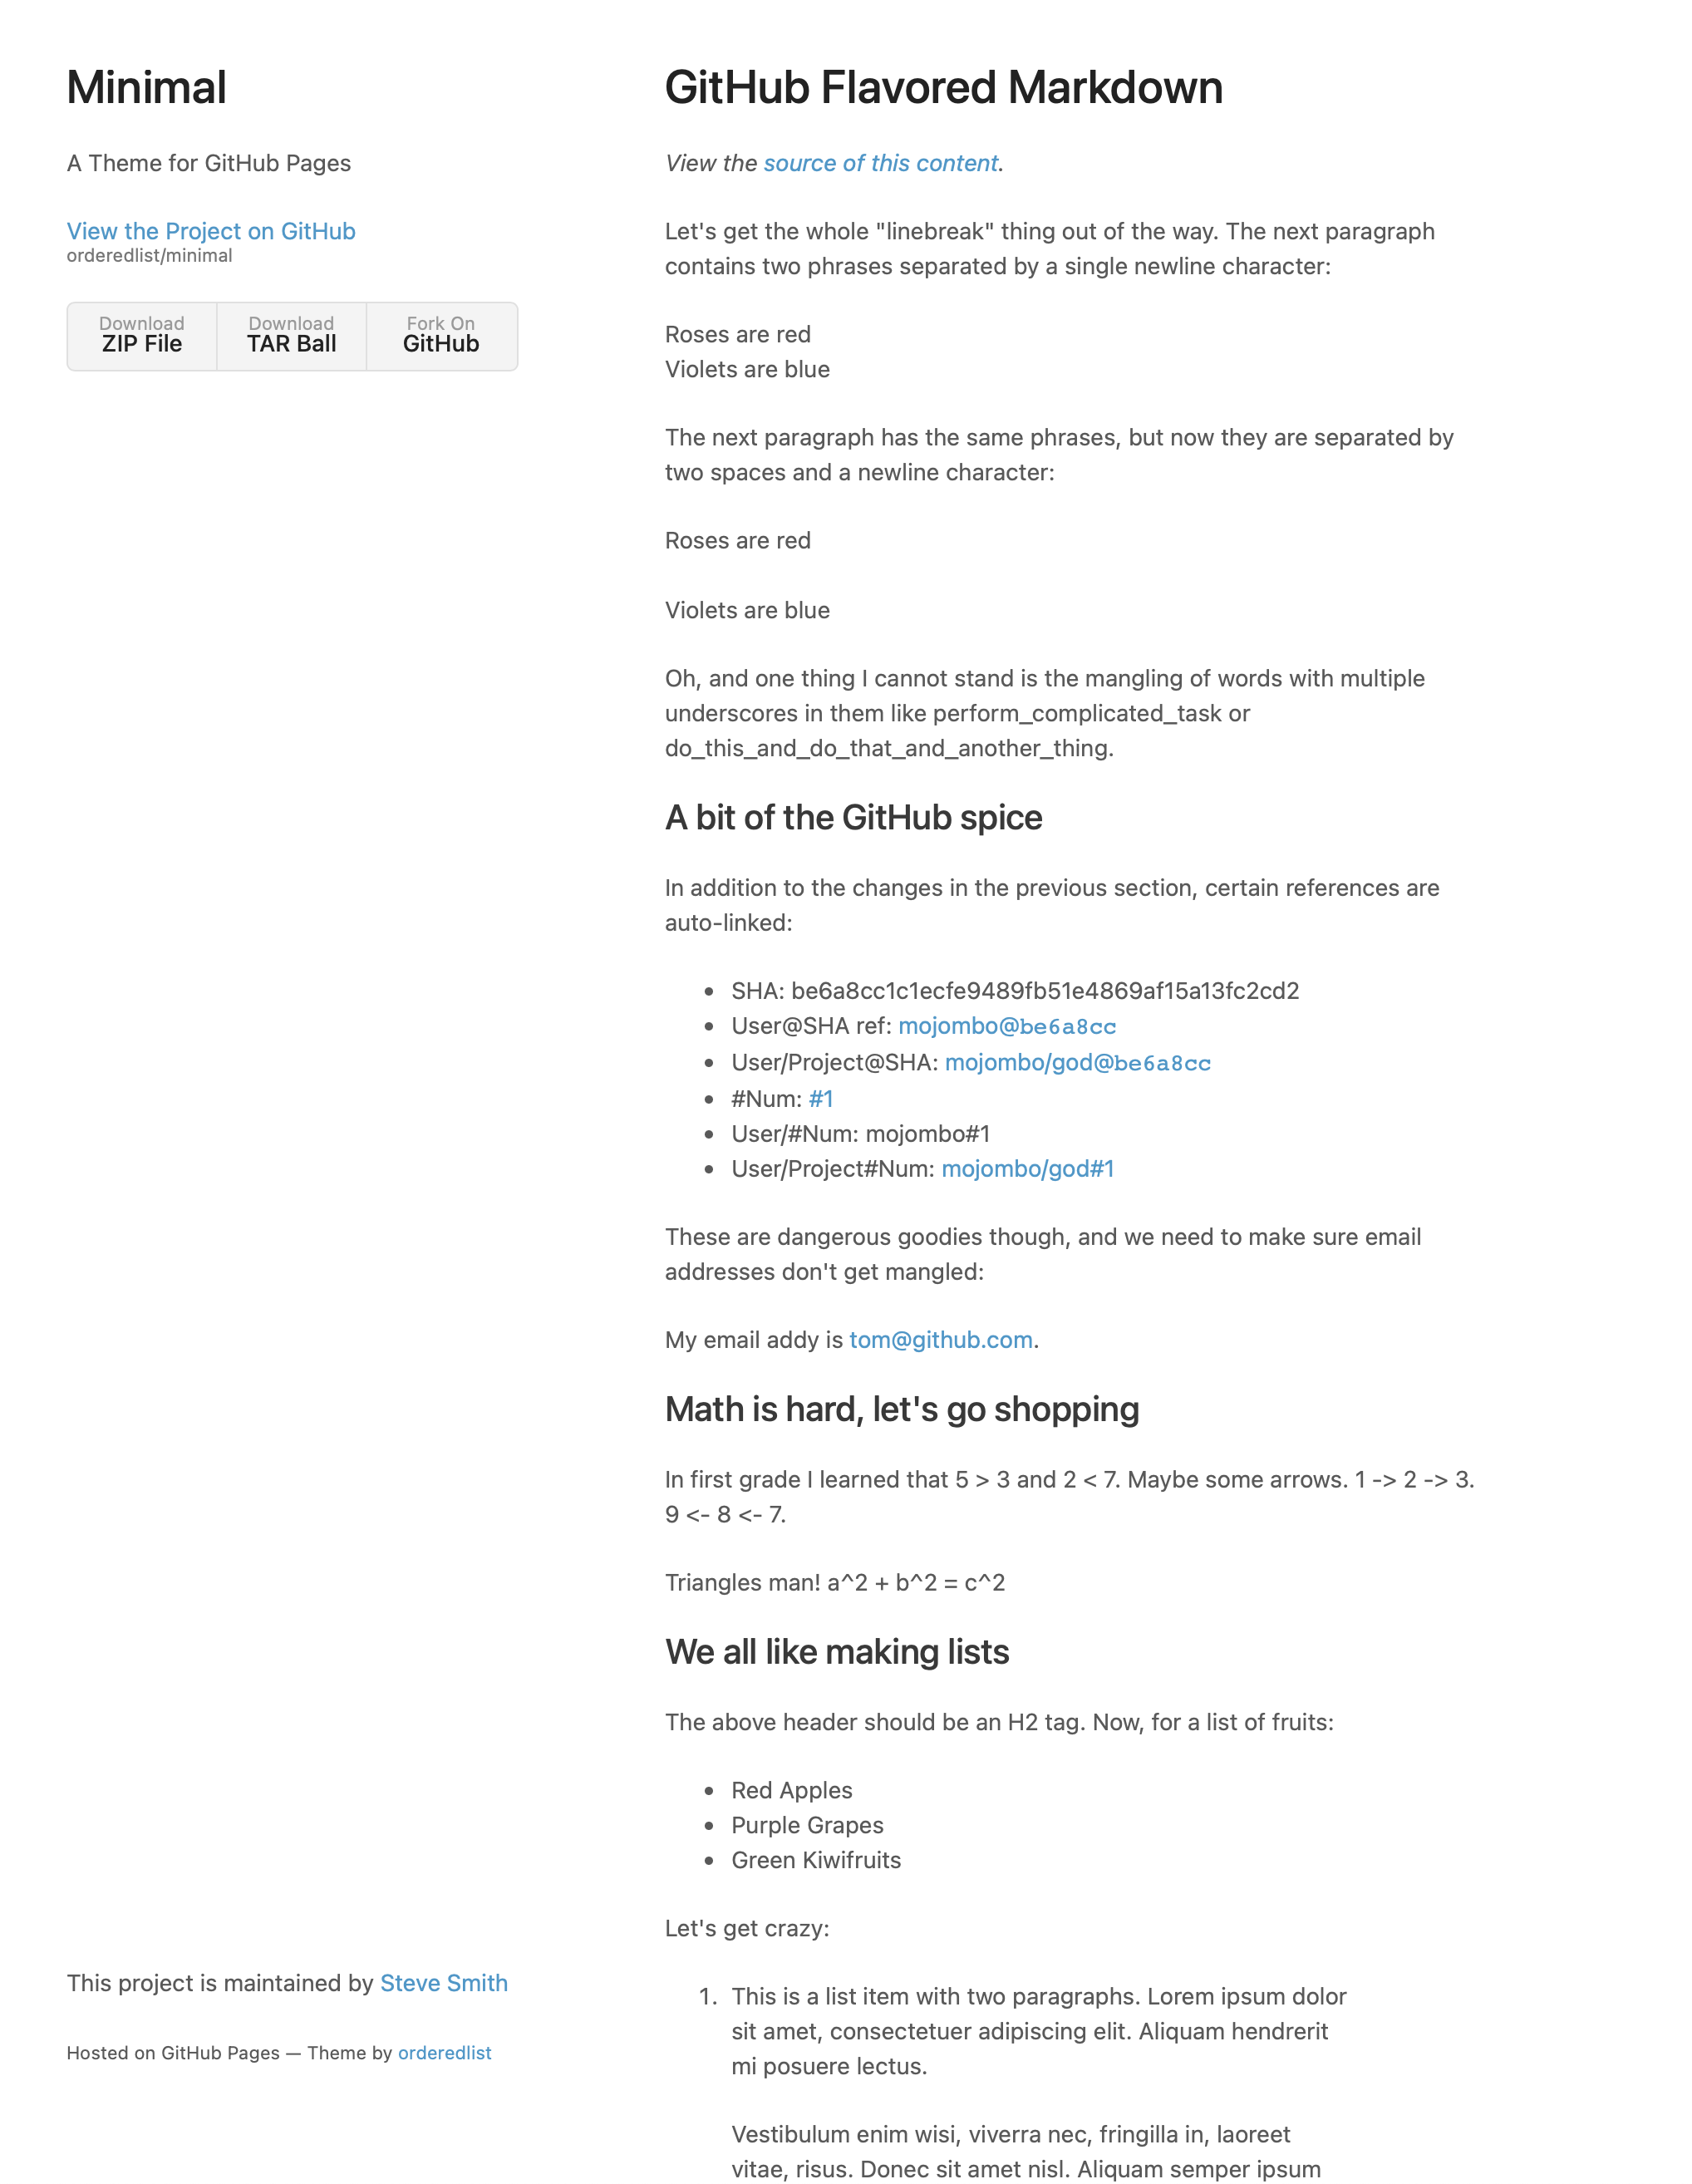 Minimal
A Theme for GitHub Pages
View the Project on GitHub
orderedlist/minimal
Download
ZIP File
Download
TAR Ball
Fork On
GitHub
This project is maintained by Steve Smith
Hosted on GitHub Pages — Theme by orderedlist
GitHub Flavored Markdown
View the source of this content.
Let's get the whole "linebreak" thing out of the way. The next paragraph
contains two phrases separated by a single newline character:
Roses are red
Violets are blue
The next paragraph has the same phrases, but now they are separated by
two spaces and a newline character:
Roses are red
Violets are blue
Oh, and one thing I cannot stand is the mangling of words with multiple
underscores in them like perform_complicated_task or
do_this_and_do_that_and_another_thing.
A bit of the GitHub spice
In addition to the changes in the previous section, certain references are
auto-linked:
• SHA: be6a8cc1c1ecfe9489fb51e4869af15a13fc2cd2
• User@SHA ref: mojombo@be6a8cc
• User/Project@SHA: mojombo/god@be6a8cc
• #Num: #1
• User/#Num: mojombo#1
• User/Project#Num: mojombo/god#1
These are dangerous goodies though, and we need to make sure email
addresses don't get mangled:
My email addy is tom@github.com.
Math is hard, let's go shopping
In first grade I learned that 5 > 3 and 2 < 7. Maybe some arrows. 1 -> 2 -> 3.
9 <- 8 <- 7.
Triangles man! a^2 + b^2 = c^2
We all like making lists
The above header should be an H2 tag. Now, for a list of fruits:
• Red Apples
• Purple Grapes
• Green Kiwifruits
Let's get crazy:
1. This is a list item with two paragraphs. Lorem ipsum dolor
sit amet, consectetuer adipiscing elit. Aliquam hendrerit
mi posuere lectus.
Vestibulum enim wisi, viverra nec, fringilla in, laoreet
vitae, risus. Donec sit amet nisl. Aliquam semper ipsum